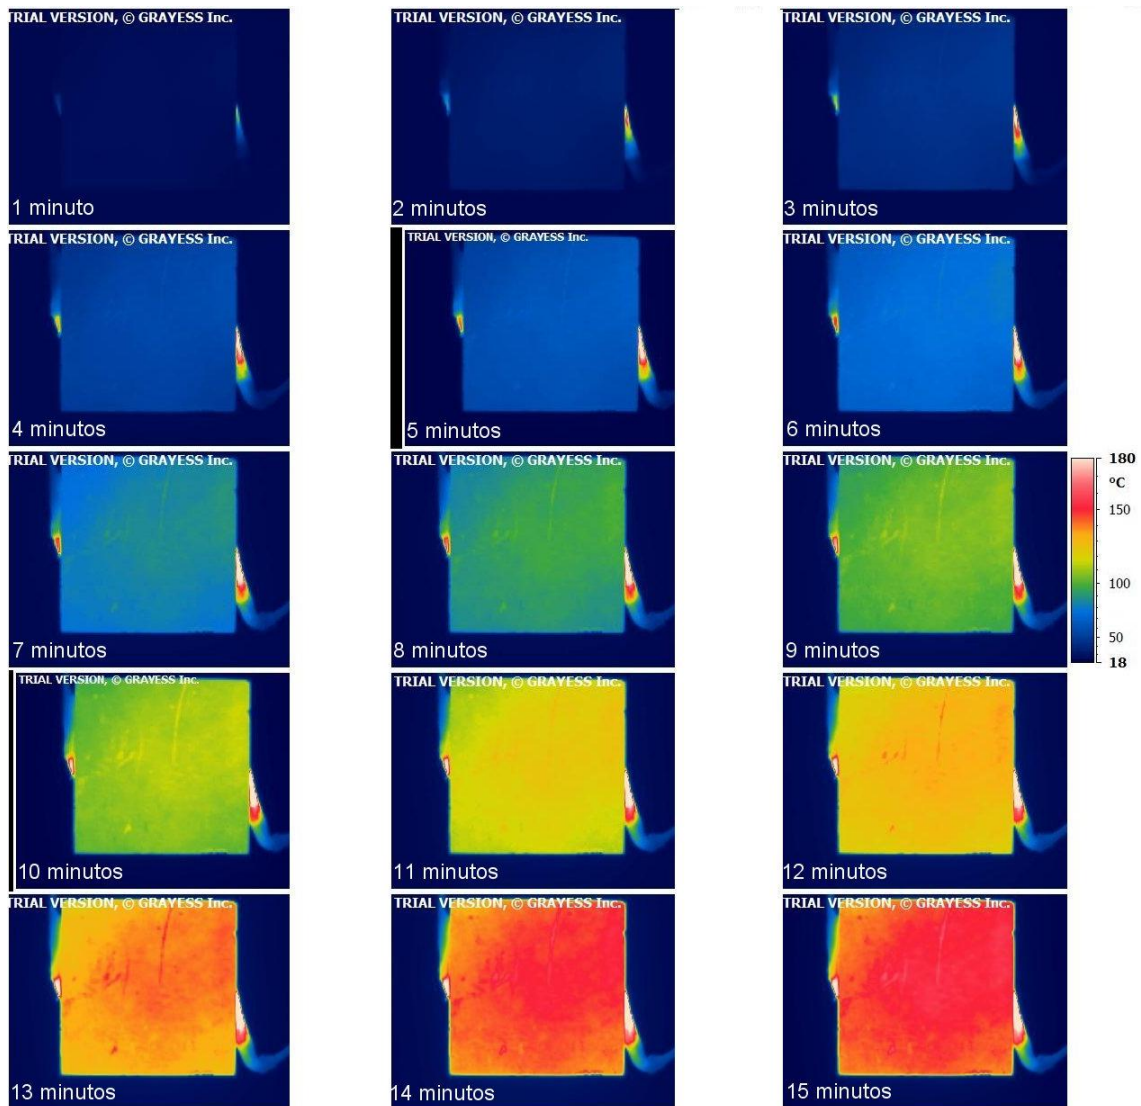 TRIAL VERSION, © GRAYESS Inc.
TRIAL VERSION, © GRAYESS Inc.
TRIAL VERSION, © GRAYESS Inc.
1 minuto
2 minutos
3 minutos
TRIAL VERSION, © GRAYESS Inc.
TRIAL VERSION, © GRAYESS Inc.
TRIAL VERSION, © GRAYESS Inc.
4 minutos
5 minutos
6 minutos
TRIAL VERSION, © GRAYESS Inc.
TRIAL VERSION, © GRAYESS Inc.
TRIAL VERSION, © GRAYESS Inc.
7 minutos
8 minutos
9 minutos
180
ºC
150
100
50
18
TRIAL VERSION, © GRAYESS Inc.
TRIAL VERSION, © GRAYESS Inc.
TRIAL VERSION, © GRAYESS Inc.
10 minutos
11 minutos
12 minutos
TRIAL VERSION, © GRAYESS Inc.
TRIAL VERSION, © GRAYESS Inc.
TRIAL VERSION, © GRAYESS Inc.
13 minutos
14 minutos
15 minutos